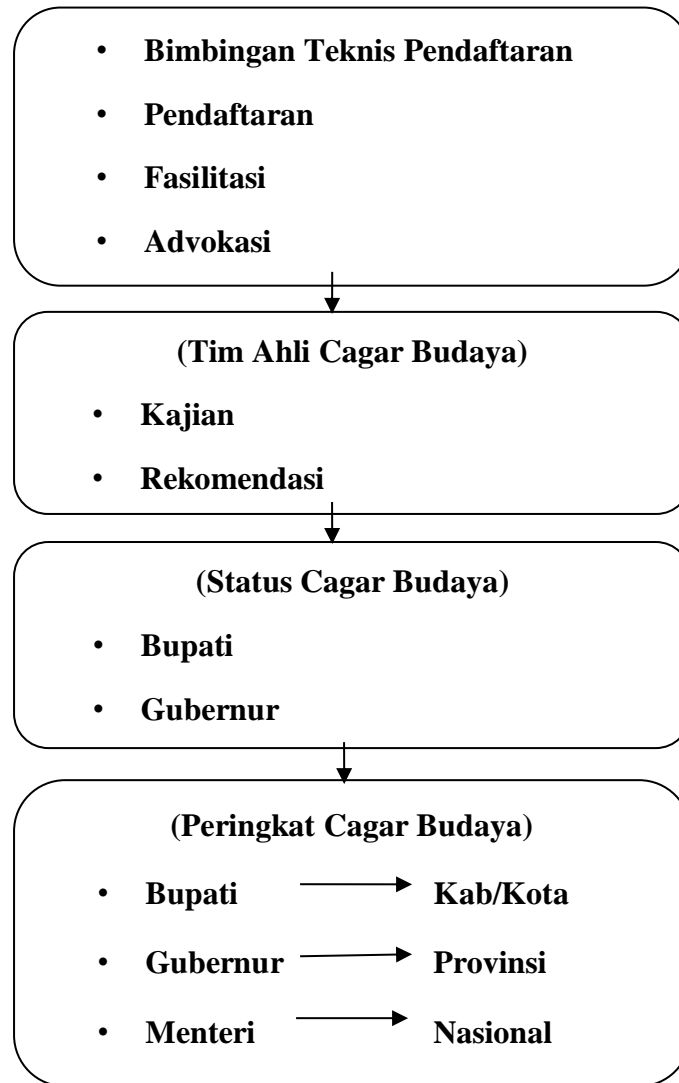 • Bimbingan Teknis Pendaftaran
• Pendaftaran
• Fasilitasi
• Advokasi
(Tim Ahli Cagar Budaya)
• Kajian
• Rekomendasi
(Status Cagar Budaya)
• Bupati
• Gubernur
(Peringkat Cagar Budaya)
• Bupati Kab/Kota
• Gubernur Provinsi
• Menteri Nasional